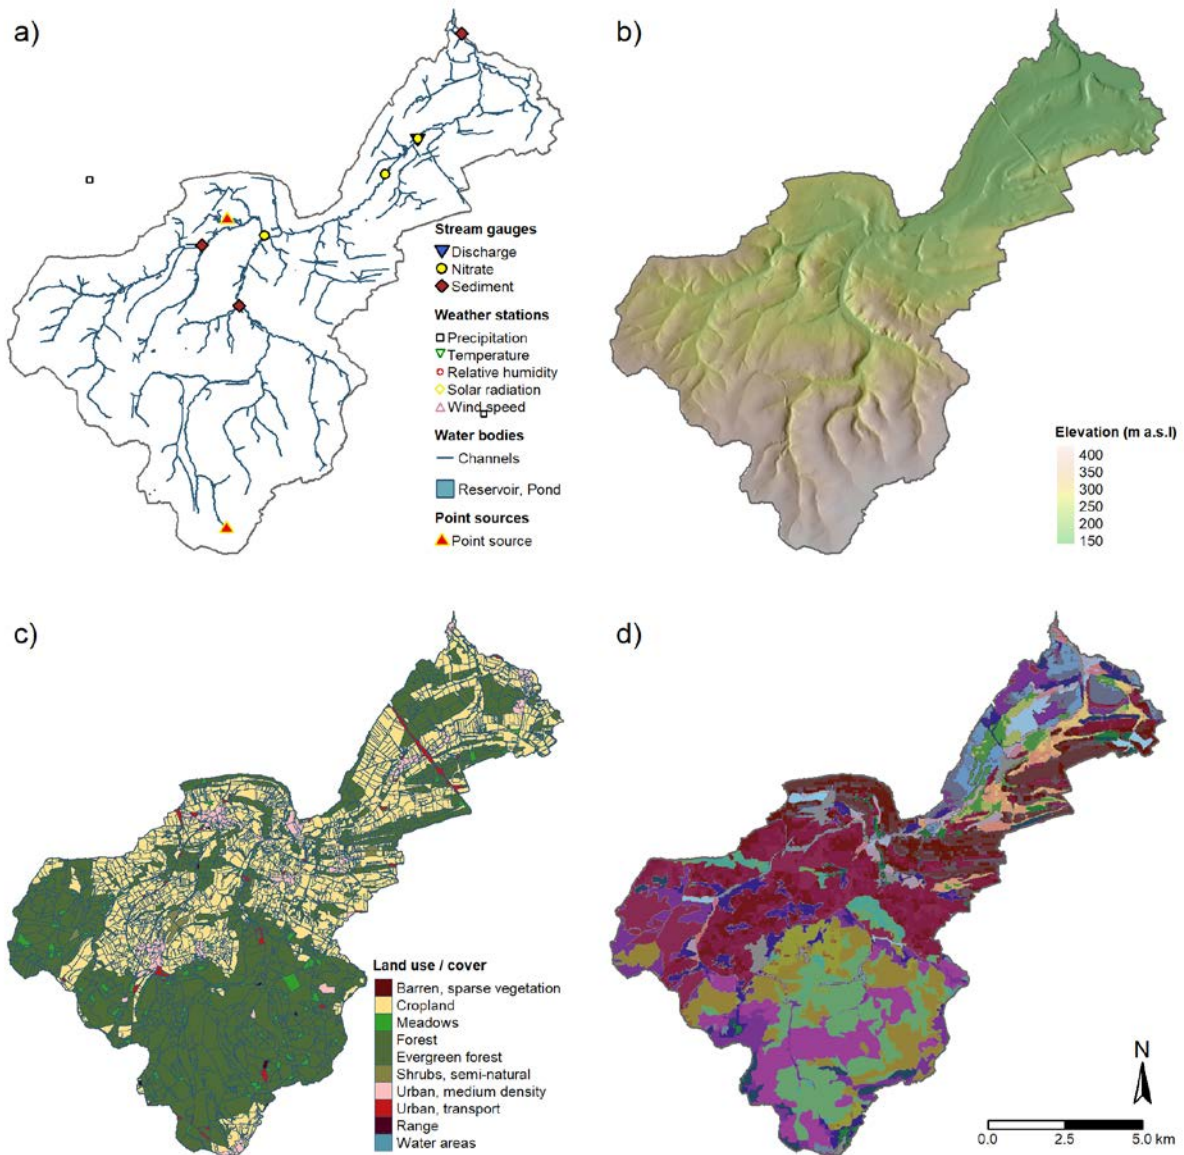 a)
b)
Stream gauges
Discharge
Nitrate
Sediment
Weather stations
Precipitation
Temperature
Relative humidity
Solar radiation
Wind speed
Water bodies
Channels
Reservoir, Pond
Point sources
Point source
Elevation (m a.s.l)
400
350
300
250
200
150
c)
d)
Land use / cover
Barren, sparse vegetation
Cropland
Meadows
Forest
Evergreen forest
Shrubs, semi-natural
Urban, medium density
Urban, transport
Range
Water areas
N
0.0 2.5 5.0 km